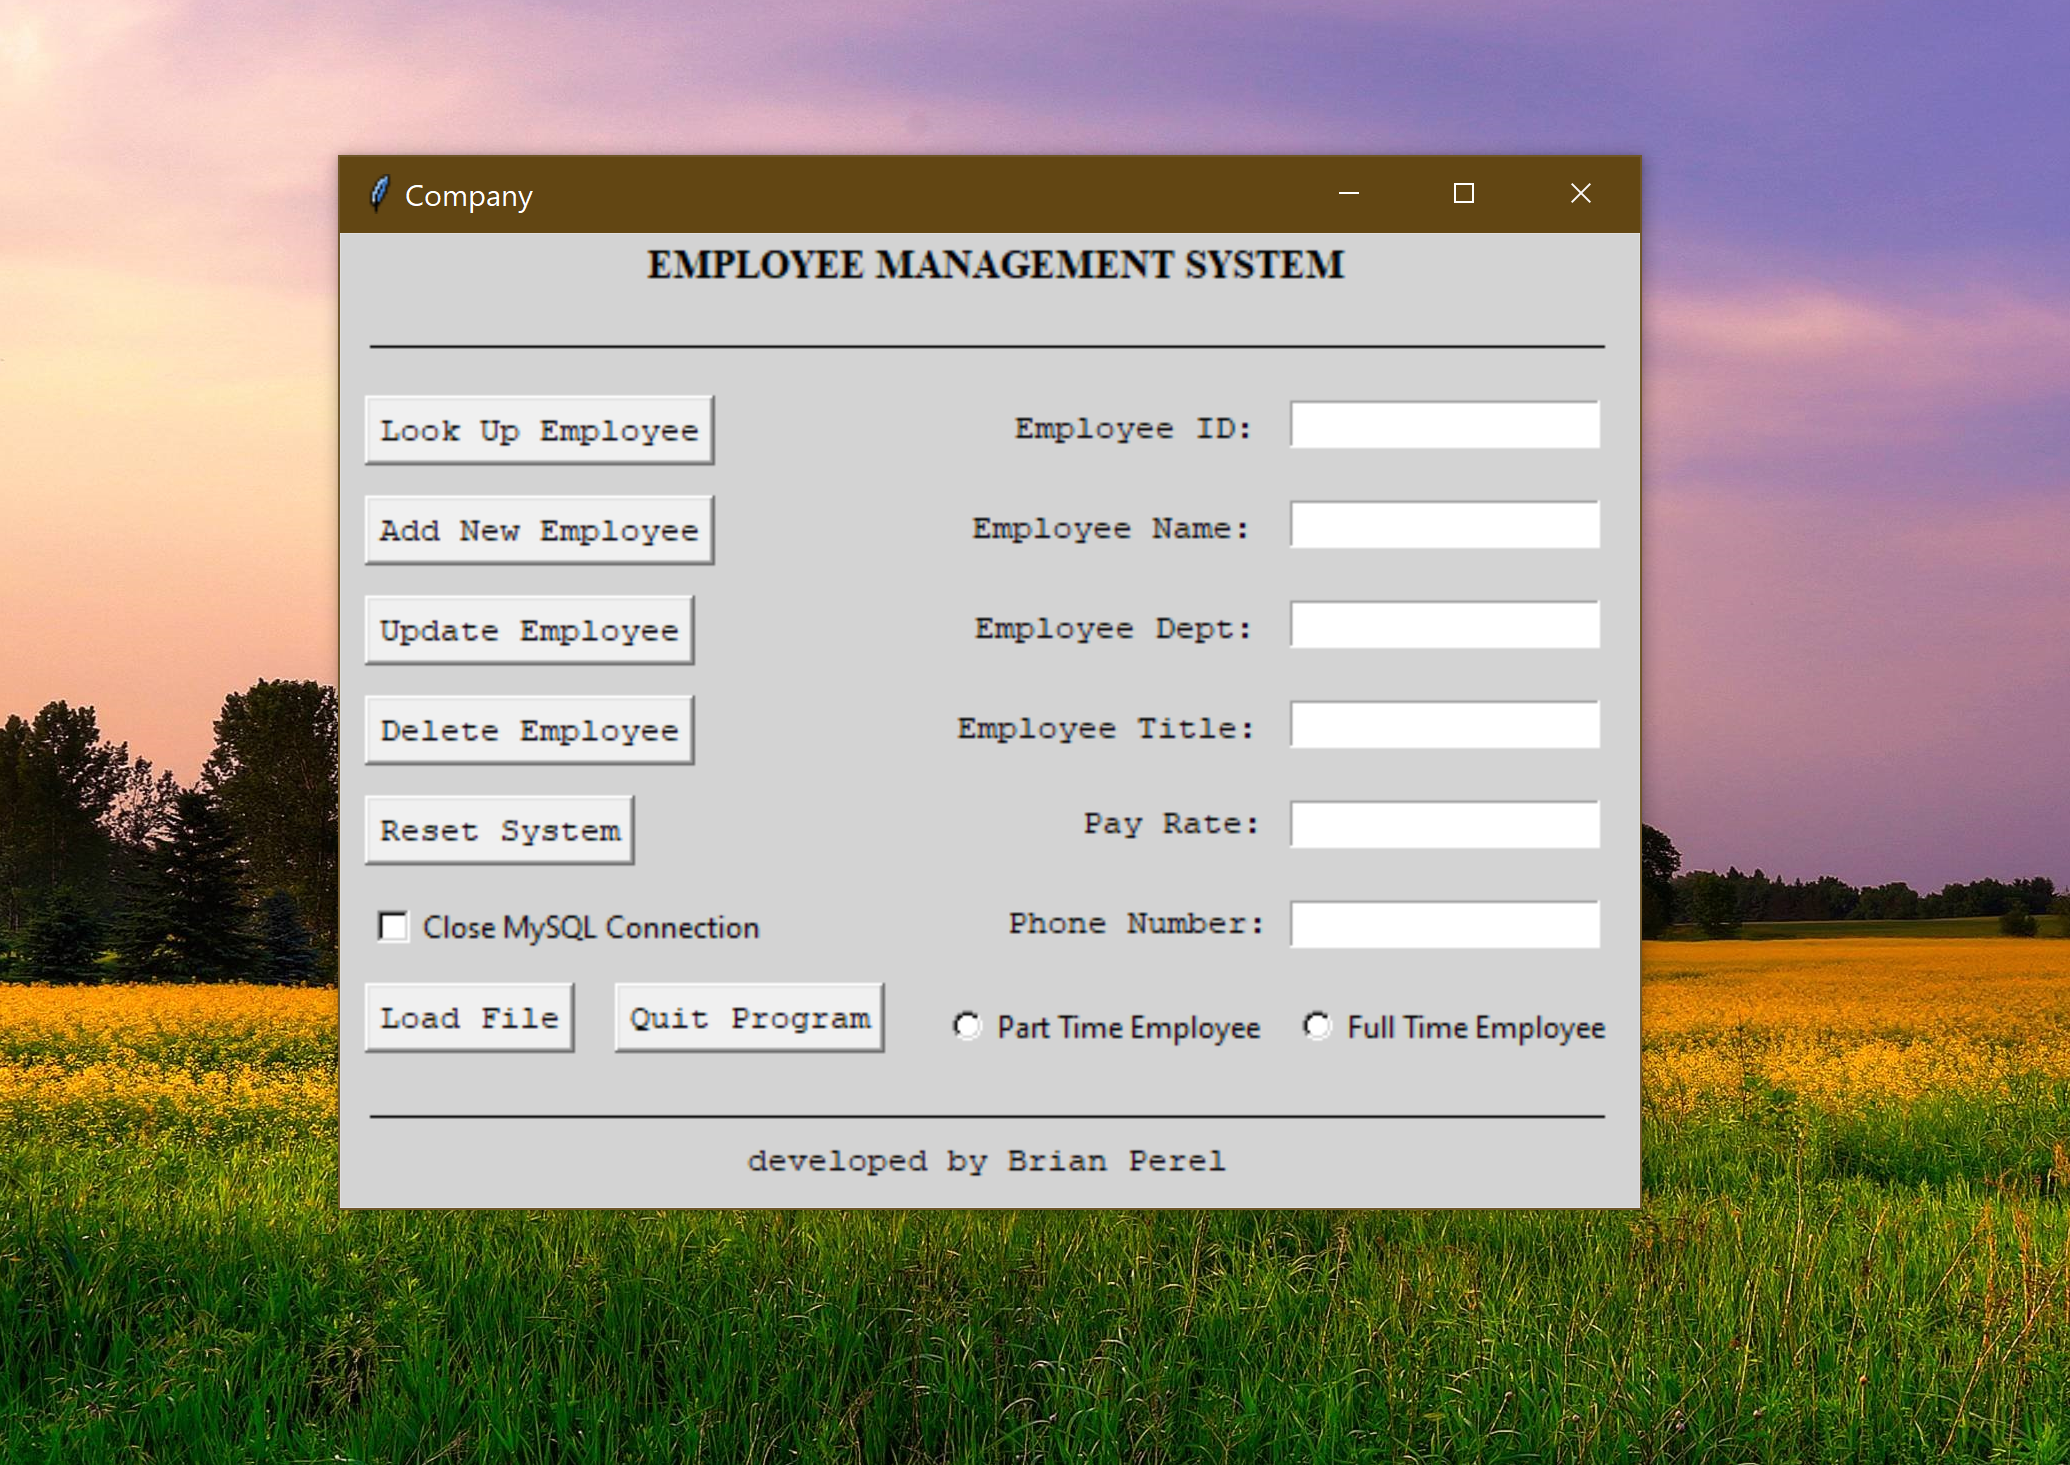 Company
EMPLOYEE MANAGEMENT SYSTEM
Look Up Employee
Employee ID:
Add New Employee
Employee Name:
Update Employee
Employee Dept:
Delete Employee
Employee Title:
Reset System
Pay Rate:
Close MySQL Connection
Phone Number:
Load File
Quit Program
Part Time Employee
Full Time Employee
developed by Brian Perel